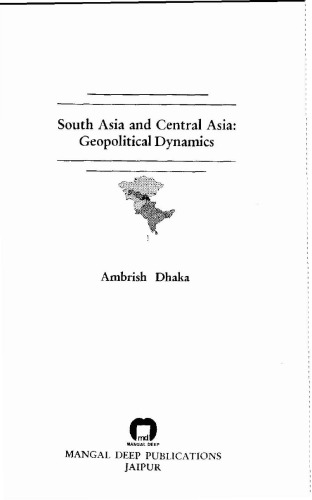 South Asia and Central Asia:
Geopolitical Dynamics
Ambrish Dhaka
md
MANGAL DEEP
MANGAL DEEP PUBLICATIONS
JAIPUR